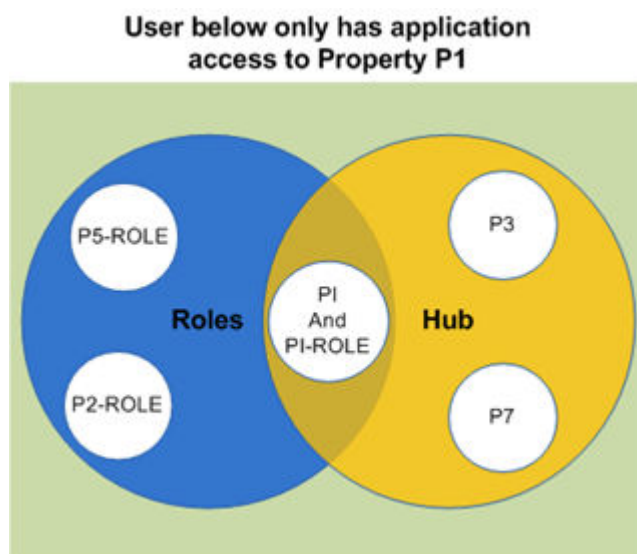 User below only has application
access to Property P1
P5-ROLE
P3
PI
And
PI-ROLE
Roles
Hub
P2-ROLE
P7